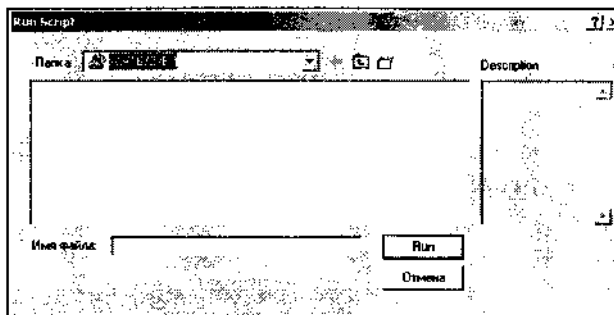 Run Script
Папка:
Description
Имя файла:
Run
Отмена